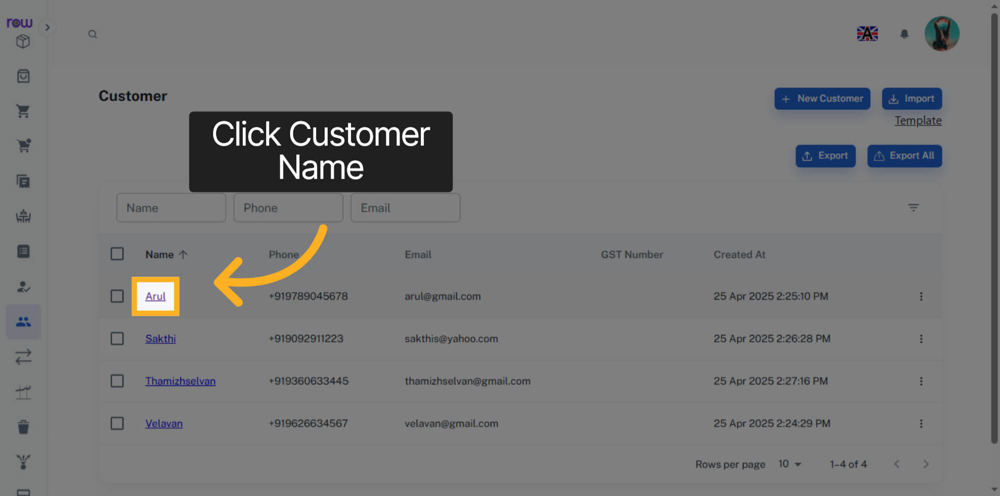 row
A
Customer
New Customer
Import
Template
Click Customer
Name
Export
Export All
Name
Phone
Email
Name
Phone
Email
GST Number
Created At
Arul
+919789045678
arul@gmail.com
25 Apr 2025 2:25:10 PM
Sakthi
+919092911223
sakthis@yahoo.com
25 Apr 2025 2:26:28 PM
Thamizhselvan
+919360633445
thamizhselvan@gmail.com
25 Apr 2025 2:27:16 PM
Velavan
+919626634567
velavan@gmail.com
25 Apr 2025 2:24:29 PM
Rows per page
10
1–4 of 4